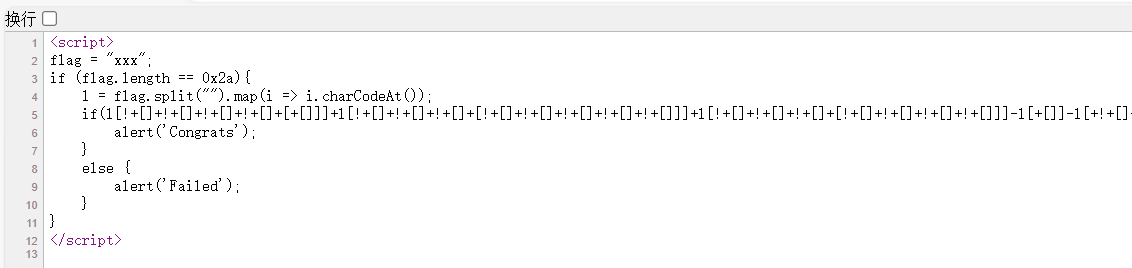 换行
1 <script>
2 flag = "xxx";
3 if (flag.length == 0x2a){
4 l = flag.split("").map(i => i.charCodeAt());
5 if(l[!+[]+!+[]+!+[]+!+[]+[+[]]]+l[!+[]+!+[]+!+[]+[!+[]+!+[]+!+[]+!+[]+!+[]]]+l[!+[]+!+[]+!+[]+[!+[]+!+[]+!+[]+!+[]]]-l[+[]]-l[+!+[]
6 alert('Congrats');
7 }
8 else {
9 alert('Failed');
10 }
11 }
12 </script>
13